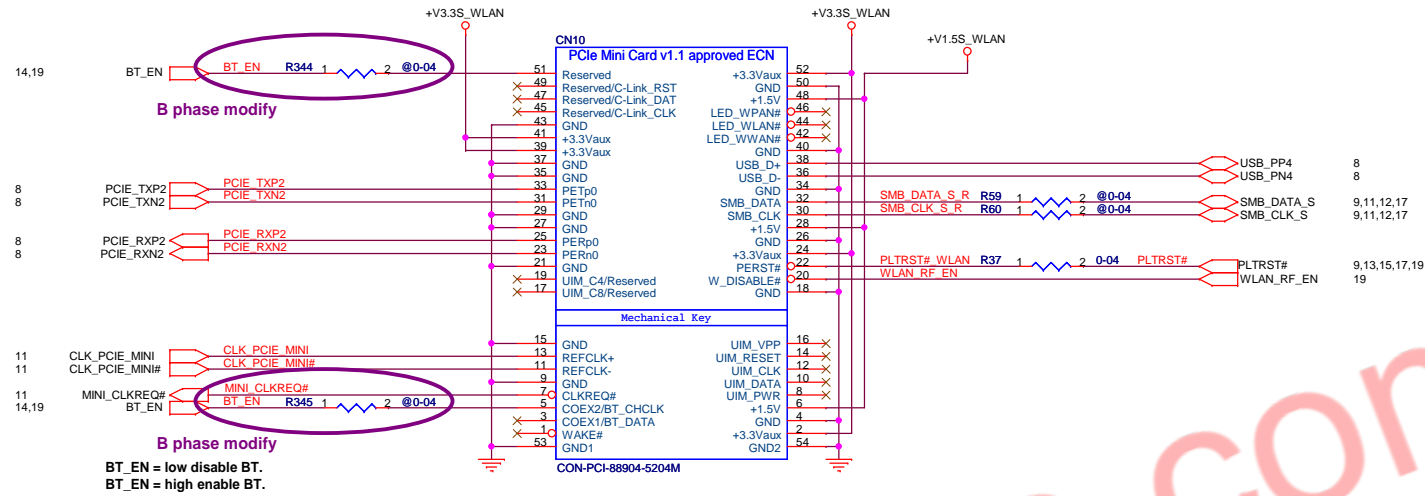 +V3.3S_WLAN
+V3.3S_WLAN
+V1.5S_WLAN
CN10
PCIe Mini Card v1.1 approved ECN
14,19 BT_EN BT_EN R344 1 2 @0-04 51 Reserved +3.3Vaux 52
B phase modify
49 Reserved/C-Link_RST GND 50
47 Reserved/C-Link_DAT +1.5V 48
45 Reserved/C-Link_CLK LED_WPAN# 46
43 GND LED_WLAN# 44
41 +3.3Vaux LED_WWAN# 42
39 +3.3Vaux GND 40
37 GND USB_D+ 38 USB_PP4 8
35 GND USB_D- 36 USB_PN4 8
8 PCIE_TXP2 PCIE_TXP2 33 PETp0 GND 34
8 PCIE_TXN2 PCIE_TXN2 31 PETn0 SMB_DATA 32 SMB_DATA_S_R R59 1 2 @0-04 SMB_DATA_S 9,11,12,17
29 GND SMB_CLK 30 SMB_CLK_S_R R60 1 2 @0-04 SMB_CLK_S 9,11,12,17
27 GND +1.5V 28
8 PCIE_RXP2 PCIE_RXP2 25 PERp0 GND 26
8 PCIE_RXN2 PCIE_RXN2 23 PERn0 +3.3Vaux 24
21 GND PERST# 22 PLTRST#_WLAN R37 1 2 0-04 PLTRST# PLTRST# 9,13,15,17,19
19 UIM_C4/Reserved W_DISABLE# 20 WLAN_RF_EN WLAN_RF_EN 19
17 UIM_C8/Reserved GND 18
Mechanical Key
15 GND UIM_VPP 16
11 CLK_PCIE_MINI CLK_PCIE_MINI 13 REFCLK+ UIM_RESET 14
11 CLK_PCIE_MINI# CLK_PCIE_MINI# 11 REFCLK- UIM_CLK 12
9 GND UIM_DATA 10
11 MINI_CLKREQ# MINI_CLKREQ# 7 CLKREQ# UIM_PWR 8
14,19 BT_EN BT_EN R345 1 2 @0-04 5 COEX2/BT_CHCLK +1.5V 6
3 COEX1/BT_DATA GND 4
1 WAKE# +3.3Vaux 2
B phase modify
53 GND1 GND2 54
CON-PCI-88904-5204M
BT_EN = low disable BT.
BT_EN = high enable BT.